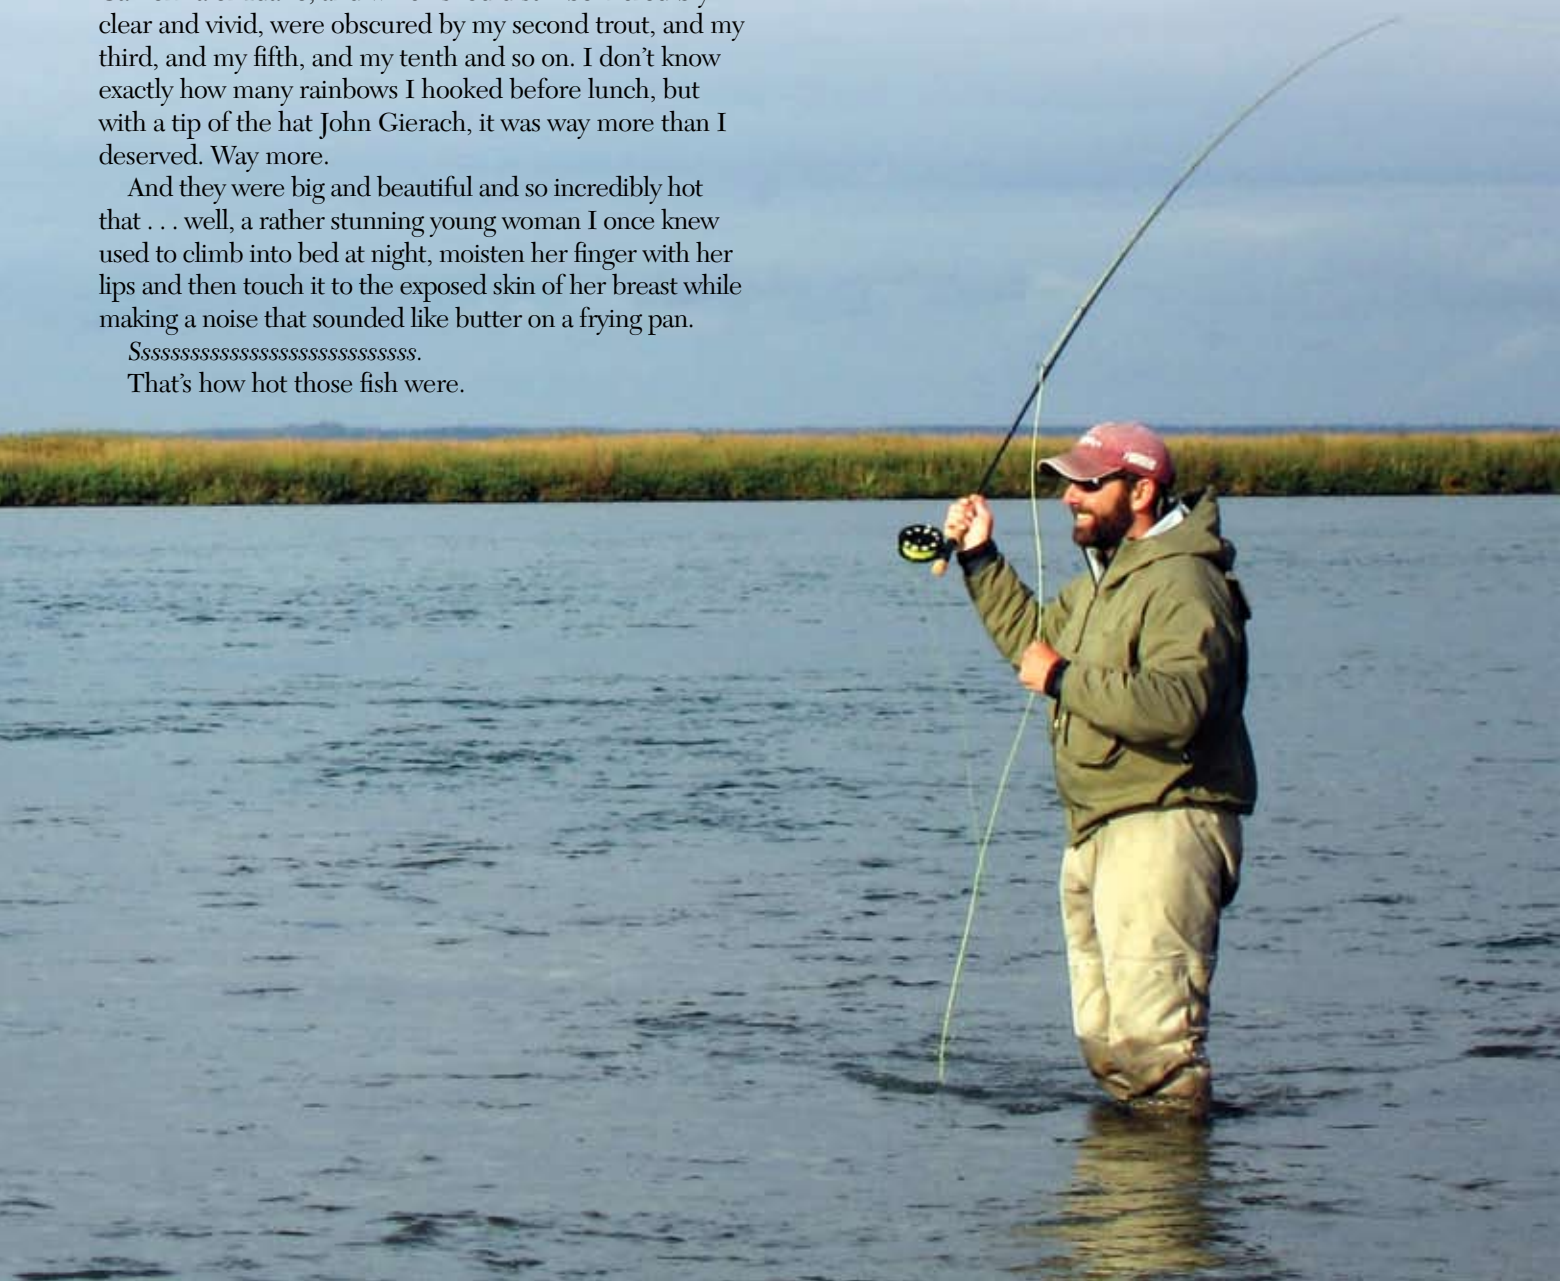 clear and vivid, were obscured by my second trout, and my
third, and my fifth, and my tenth and so on. I don’t know
exactly how many rainbows I hooked before lunch, but
with a tip of the hat John Gierach, it was way more than I
deserved. Way more.
And they were big and beautiful and so incredibly hot
that . . . well, a rather stunning young woman I once knew
used to climb into bed at night, moisten her finger with her
lips and then touch it to the exposed skin of her breast while
making a noise that sounded like butter on a frying pan.
Sssssssssssssssssssssssssssss.
That’s how hot those fish were.